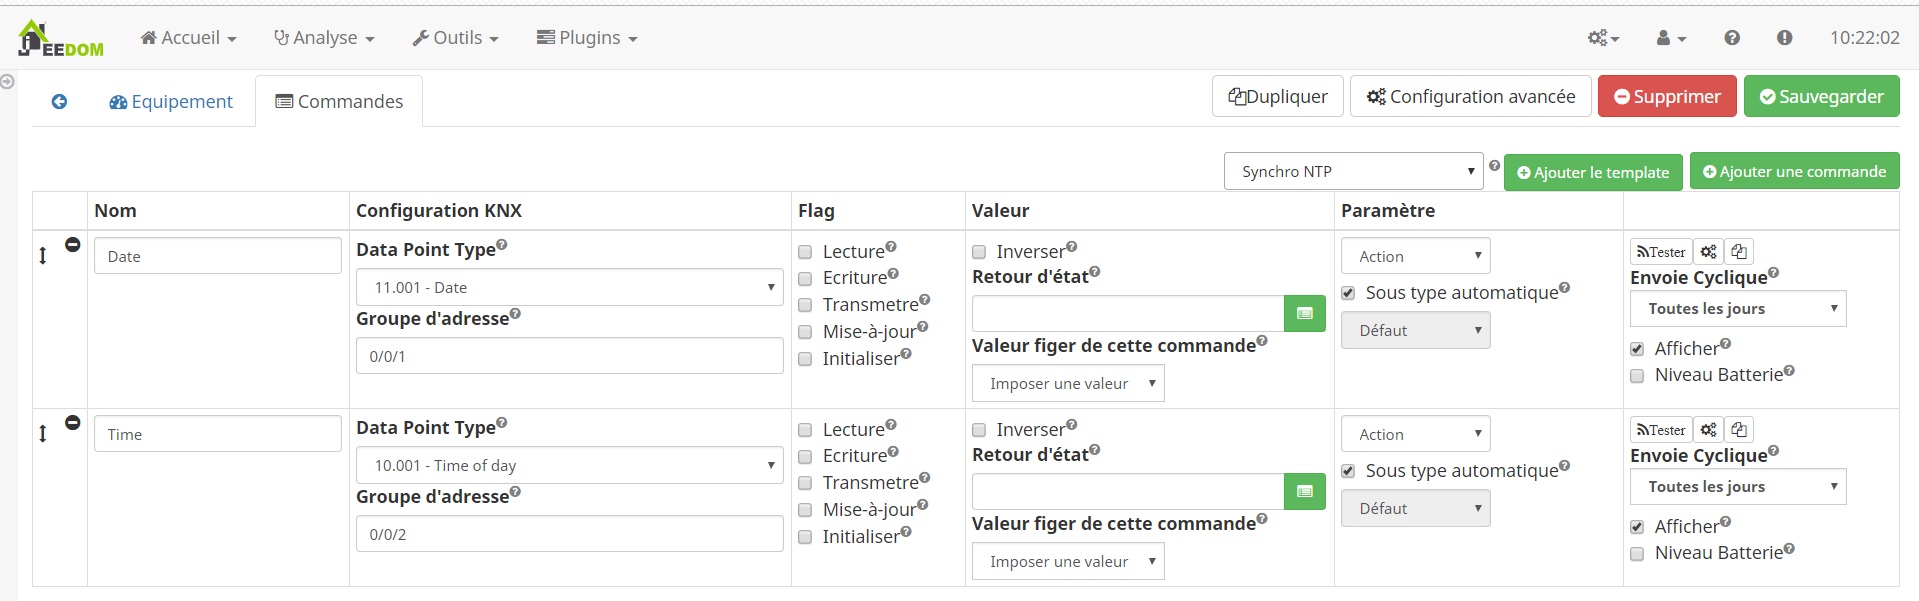 JEEDOM Accueil Analyse Outils Plugins 10:22:02
Equipement Commandes Dupliquer Configuration avancée Supprimer Sauvegarder
Synchro NTP Ajouter le template Ajouter une commande
Nom Configuration KNX Flag Valeur Paramètre
Date
Data Point Type
11.001 - Date
Groupe d'adresse
0/0/1
Lecture
Ecriture
Transmetre
Mise-à-jour
Initialiser
Inverser
Retour d'état
Valeur figer de cette commande
Imposer une valeur
Action
Sous type automatique
Défaut
Tester
Envoie Cyclique
Toutes les jours
Afficher
Niveau Batterie
Time
Data Point Type
10.001 - Time of day
Groupe d'adresse
0/0/2
Lecture
Ecriture
Transmetre
Mise-à-jour
Initialiser
Inverser
Retour d'état
Valeur figer de cette commande
Imposer une valeur
Action
Sous type automatique
Défaut
Tester
Envoie Cyclique
Toutes les jours
Afficher
Niveau Batterie